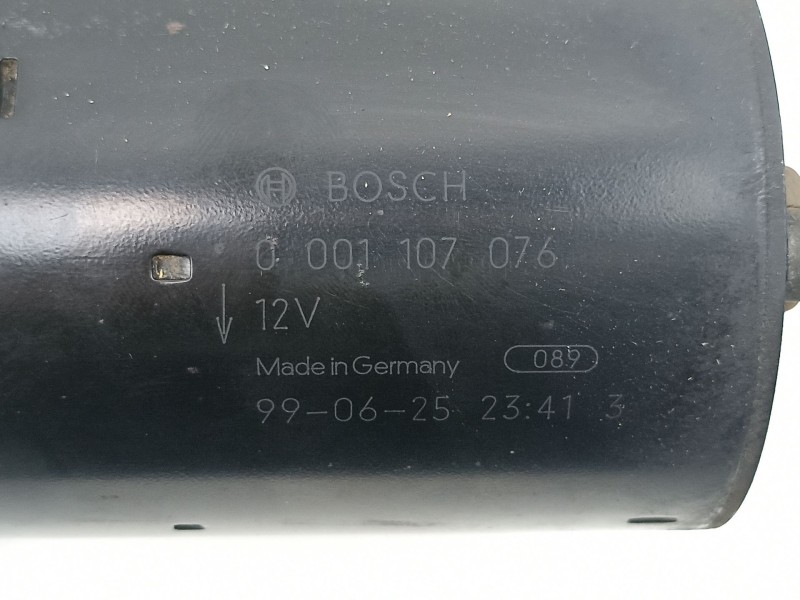 BOSCH
0 001 107 076
12V
Made in Germany 089
99-06-25 23:41 3